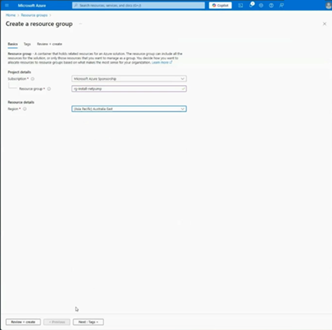 Microsoft Azure
Search resources, services, and docs (G+/)
Copilot
Home > Resource groups >
Create a resource group
Basics Tags Review + create
Resource group - A container that holds related resources for an Azure solution. The resource group can include all the
resources for the solution, or only those resources that you want to manage as a group. You decide how you want to
allocate resources to resource groups based on what makes the most sense for your organization. Learn more
Project details
Subscription * Microsoft Azure Sponsorship
Resource group *
Resource details
Region * (Asia Pacific) Australia East
Review + create < Previous Next : Tags >